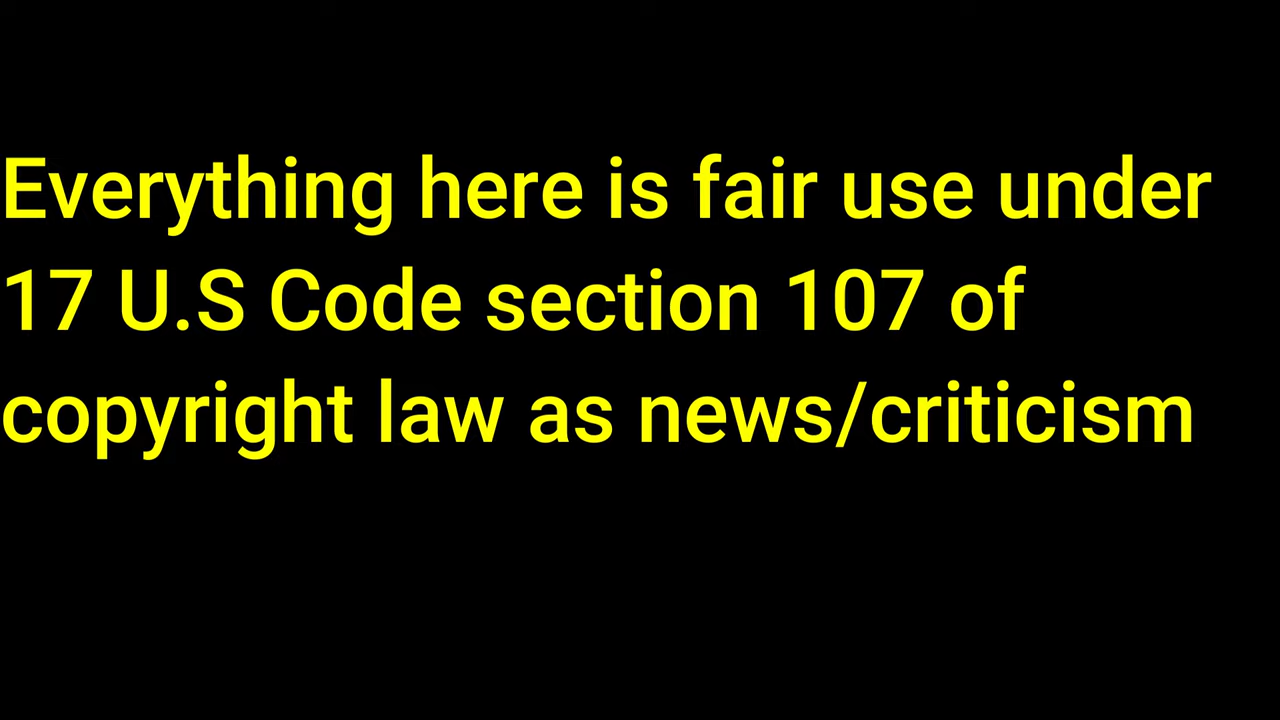 Everything here is fair use under
17 U.S Code section 107 of
copyright law as news/criticism